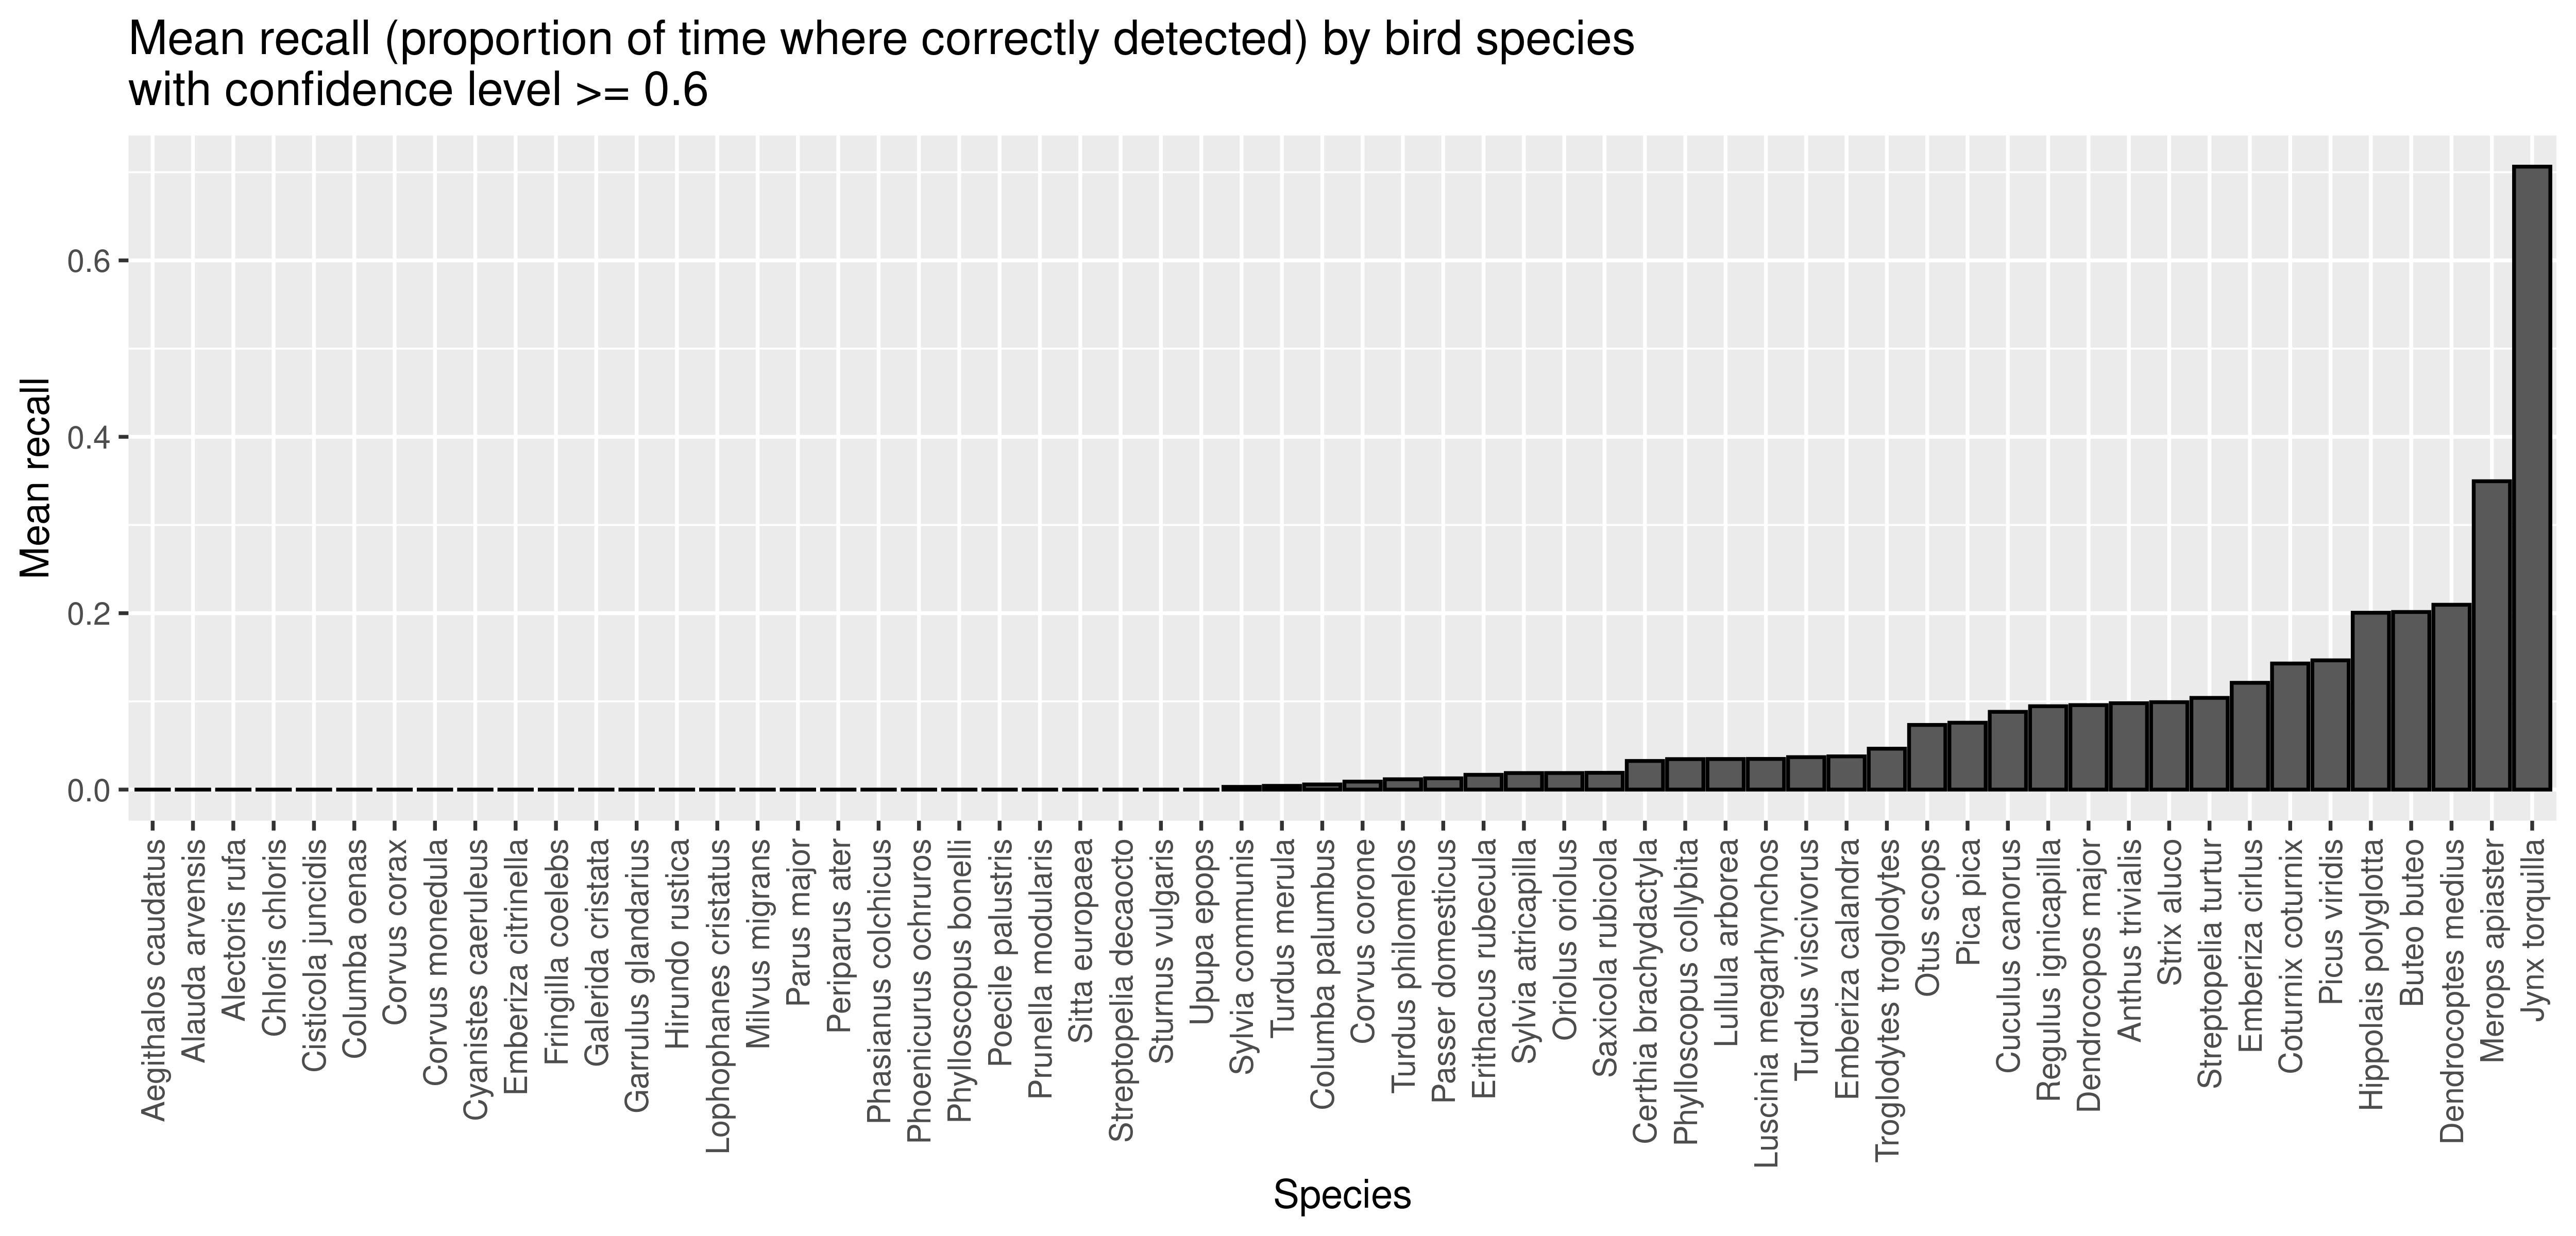 Mean recall (proportion of time where correctly detected) by bird species
with confidence level >= 0.6
Mean recall
0.6
0.4
0.2
0.0
Aegithalos caudatus
Alauda arvensis
Alectoris rufa
Chloris chloris
Cisticola juncidis
Columba oenas
Corvus corax
Corvus monedula
Cyanistes caeruleus
Emberiza citrinella
Fringilla coelebs
Galerida cristata
Garrulus glandarius
Hirundo rustica
Lophophanes cristatus
Milvus migrans
Parus major
Periparus ater
Phasianus colchicus
Phoenicurus ochruros
Phylloscopus bonelli
Poecile palustris
Prunella modularis
Sitta europaea
Streptopelia decaocto
Sturnus vulgaris
Upupa epops
Sylvia communis
Turdus merula
Columba palumbus
Corvus corone
Turdus philomelos
Passer domesticus
Erithacus rubecula
Sylvia atricapilla
Oriolus oriolus
Saxicola rubicola
Certhia brachydactyla
Phylloscopus collybita
Lullula arborea
Luscinia megarhynchos
Turdus viscivorus
Emberiza calandra
Troglodytes troglodytes
Otus scops
Pica pica
Cuculus canorus
Regulus ignicapilla
Dendrocopos major
Anthus trivialis
Strix aluco
Streptopelia turtur
Emberiza cirlus
Coturnix coturnix
Picus viridis
Hippolais polyglotta
Buteo buteo
Dendrocoptes medius
Merops apiaster
Jynx torquilla
Species